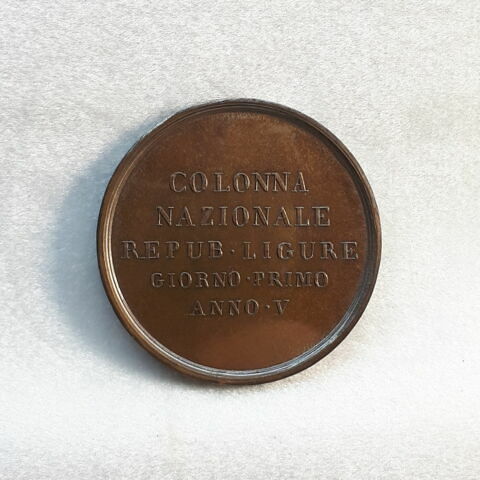 COLONNA
NAZIONALE
REPUB·LIGURE
GIORNO·PRIMO
ANNO·V